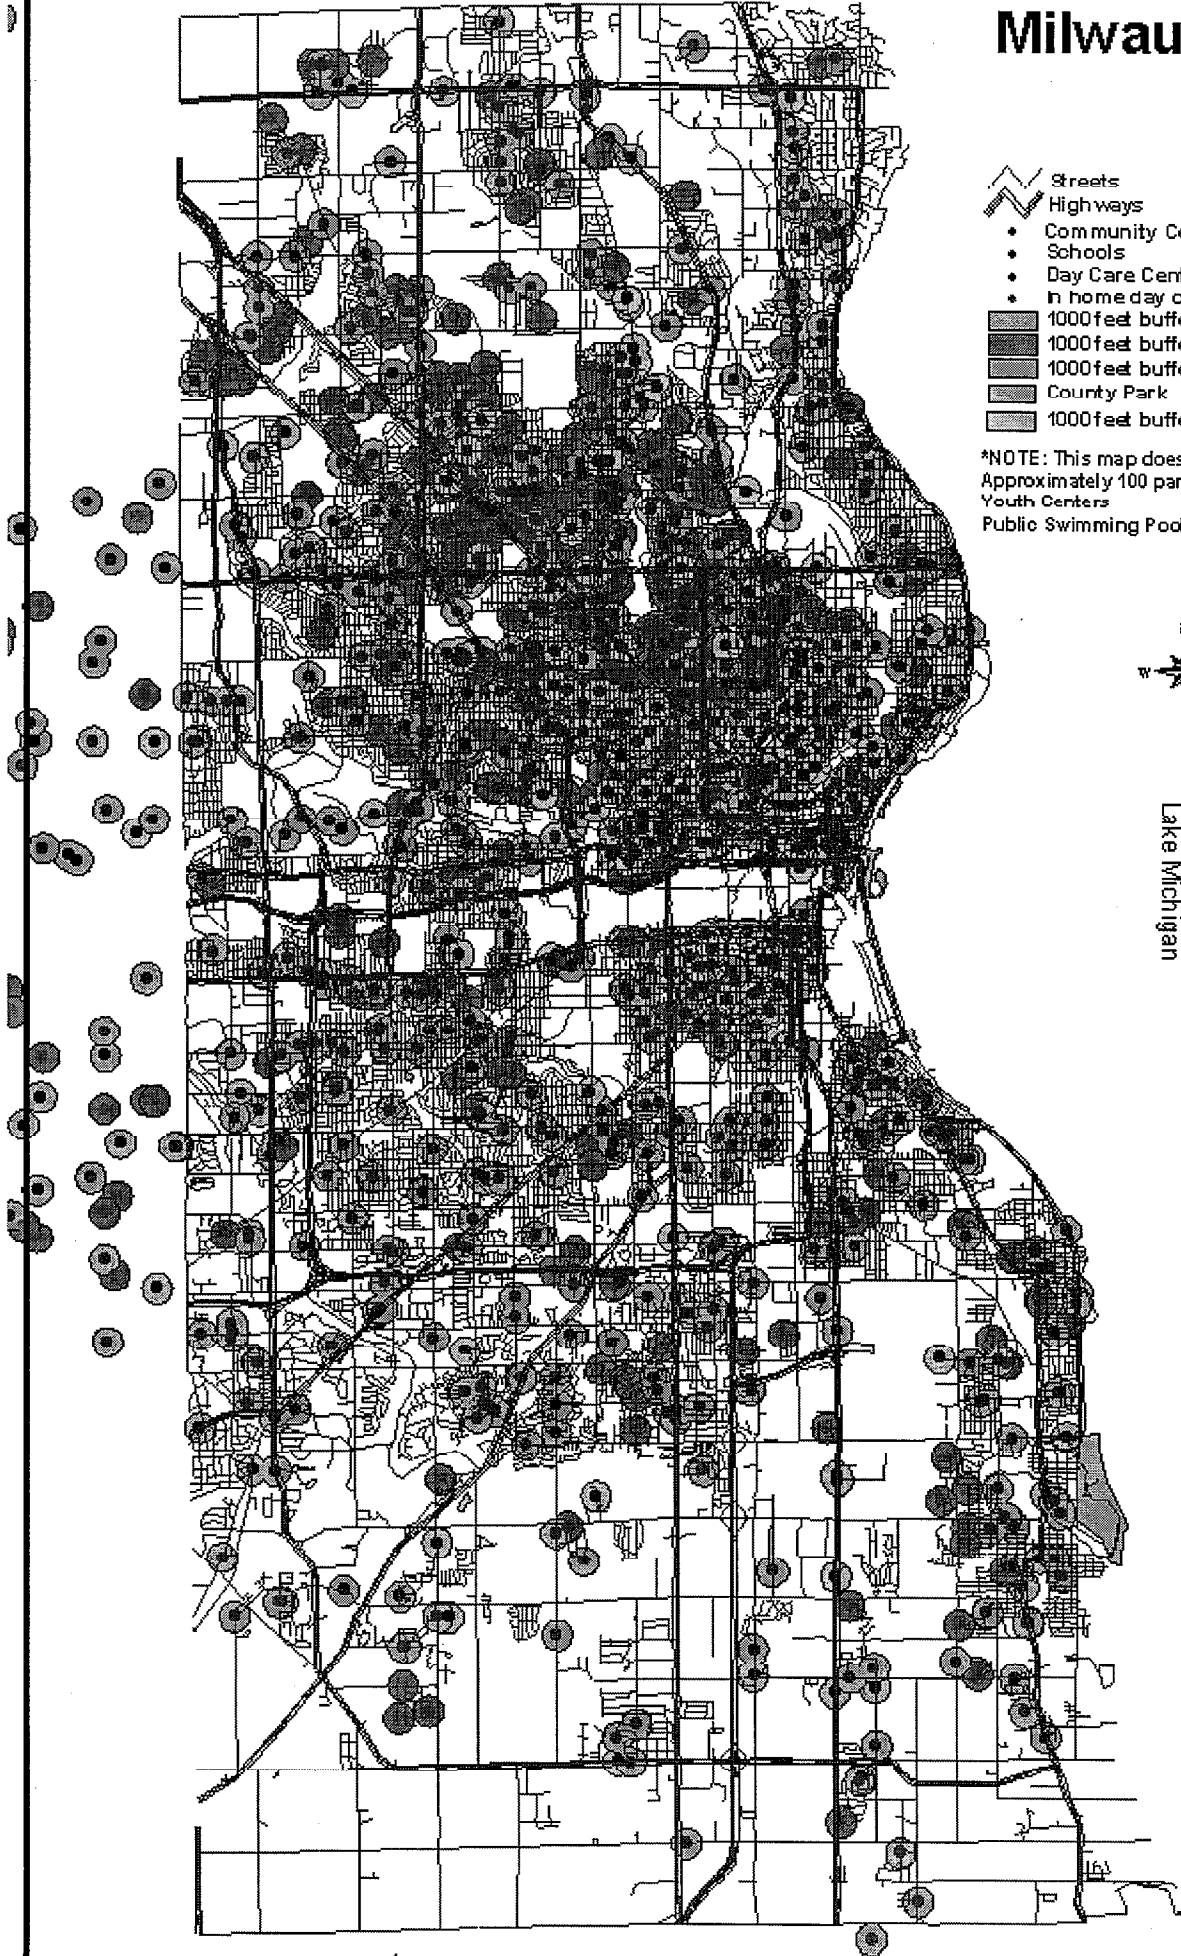 Milwau
Streets
Highways
Community Ce
Schools
Day Care Cent
In home day c
1000 feet buffe
1000 feet buffe
1000 feet buffe
County Park
1000 feet buffe
*NOTE: This map does
Approximately 100 par
Youth Centers
Public Swimming Pool
W
Lake Michigan